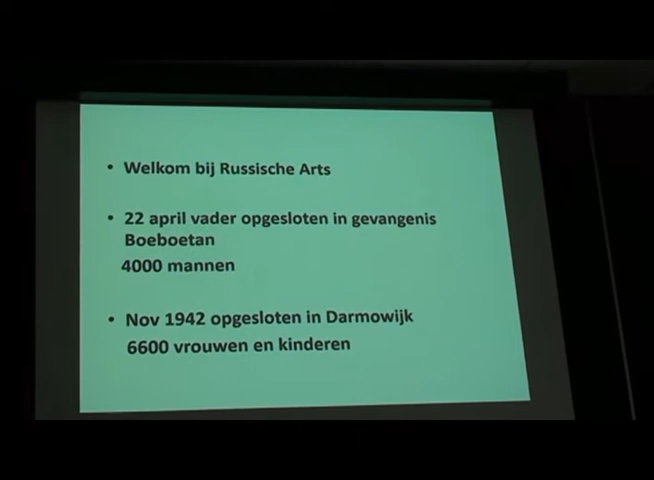 • Welkom bij Russische Arts
• 22 april vader opgesloten in gevangenis
Boeboetan
4000 mannen
• Nov 1942 opgesloten in Darmowijk
6600 vrouwen en kinderen